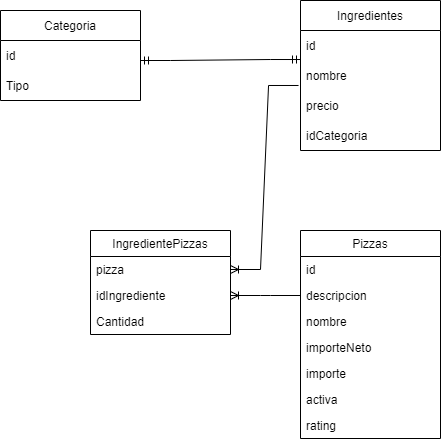 Categoria
id
Tipo
Ingredientes
id
nombre
precio
idCategoria
IngredientePizzas
pizza
idIngrediente
Cantidad
Pizzas
id
descripcion
nombre
importeNeto
importe
activa
rating